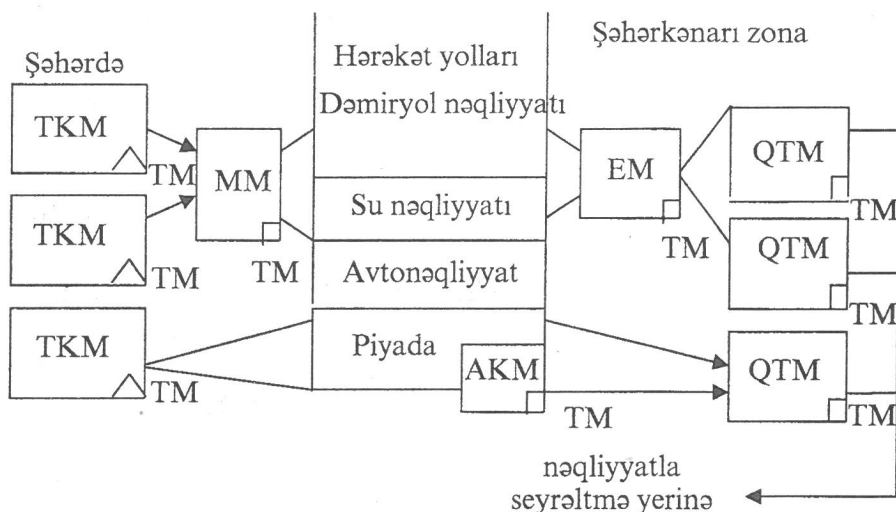 Şəhərdə
Hərəkət yolları
Dəmiryol nəqliyyatı
Şəhərkənarı zona
TKM
TM
MM
TM
EM
TM
QTM
TM
TKM
TM
Su nəqliyyatı
QTM
TM
Avtonəqliyyat
TKM
TM
Piyada
AKM
TM
QTM
TM
nəqliyyatla
seyrəltmə yerinə